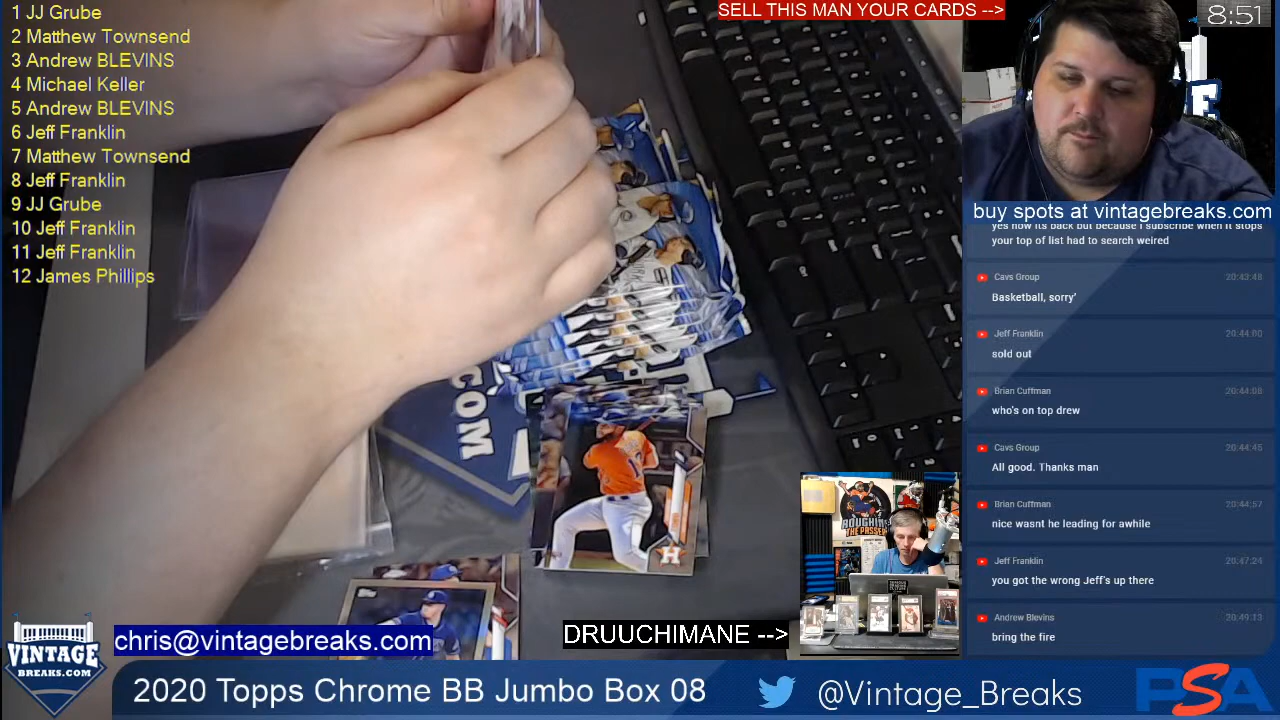 1 JJ Grube
2 Matthew Townsend
3 Andrew BLEVINS
4 Michael Keller
5 Andrew BLEVINS
6 Jeff Franklin
7 Matthew Townsend
8 Jeff Franklin
9 JJ Grube
10 Jeff Franklin
11 Jeff Franklin
12 James Phillips
SELL THIS MAN YOUR CARDS -->
8:51
buy spots at vintagebreaks.com
yes now its back but because i subscribe when it stops
your top of list had to search weired
Cavs Group 20:43:48
Basketball, sorry'
Jeff Franklin 20:44:00
sold out
Brian Cuffman 20:44:08
who's on top drew
Cavs Group 20:44:45
All good. Thanks man
Brian Cuffman 20:44:57
nice wasnt he leading for awhile
Jeff Franklin 20:47:24
you got the wrong Jeff's up there
Andrew Blevins 20:49:13
bring the fire
.COM
ROUGHING
THE PASSER
DRUUCHIMANE -->
chris@vintagebreaks.com
VINTAGE
BREAKS.COM
2020 Topps Chrome BB Jumbo Box 08
@Vintage_Breaks
PSA